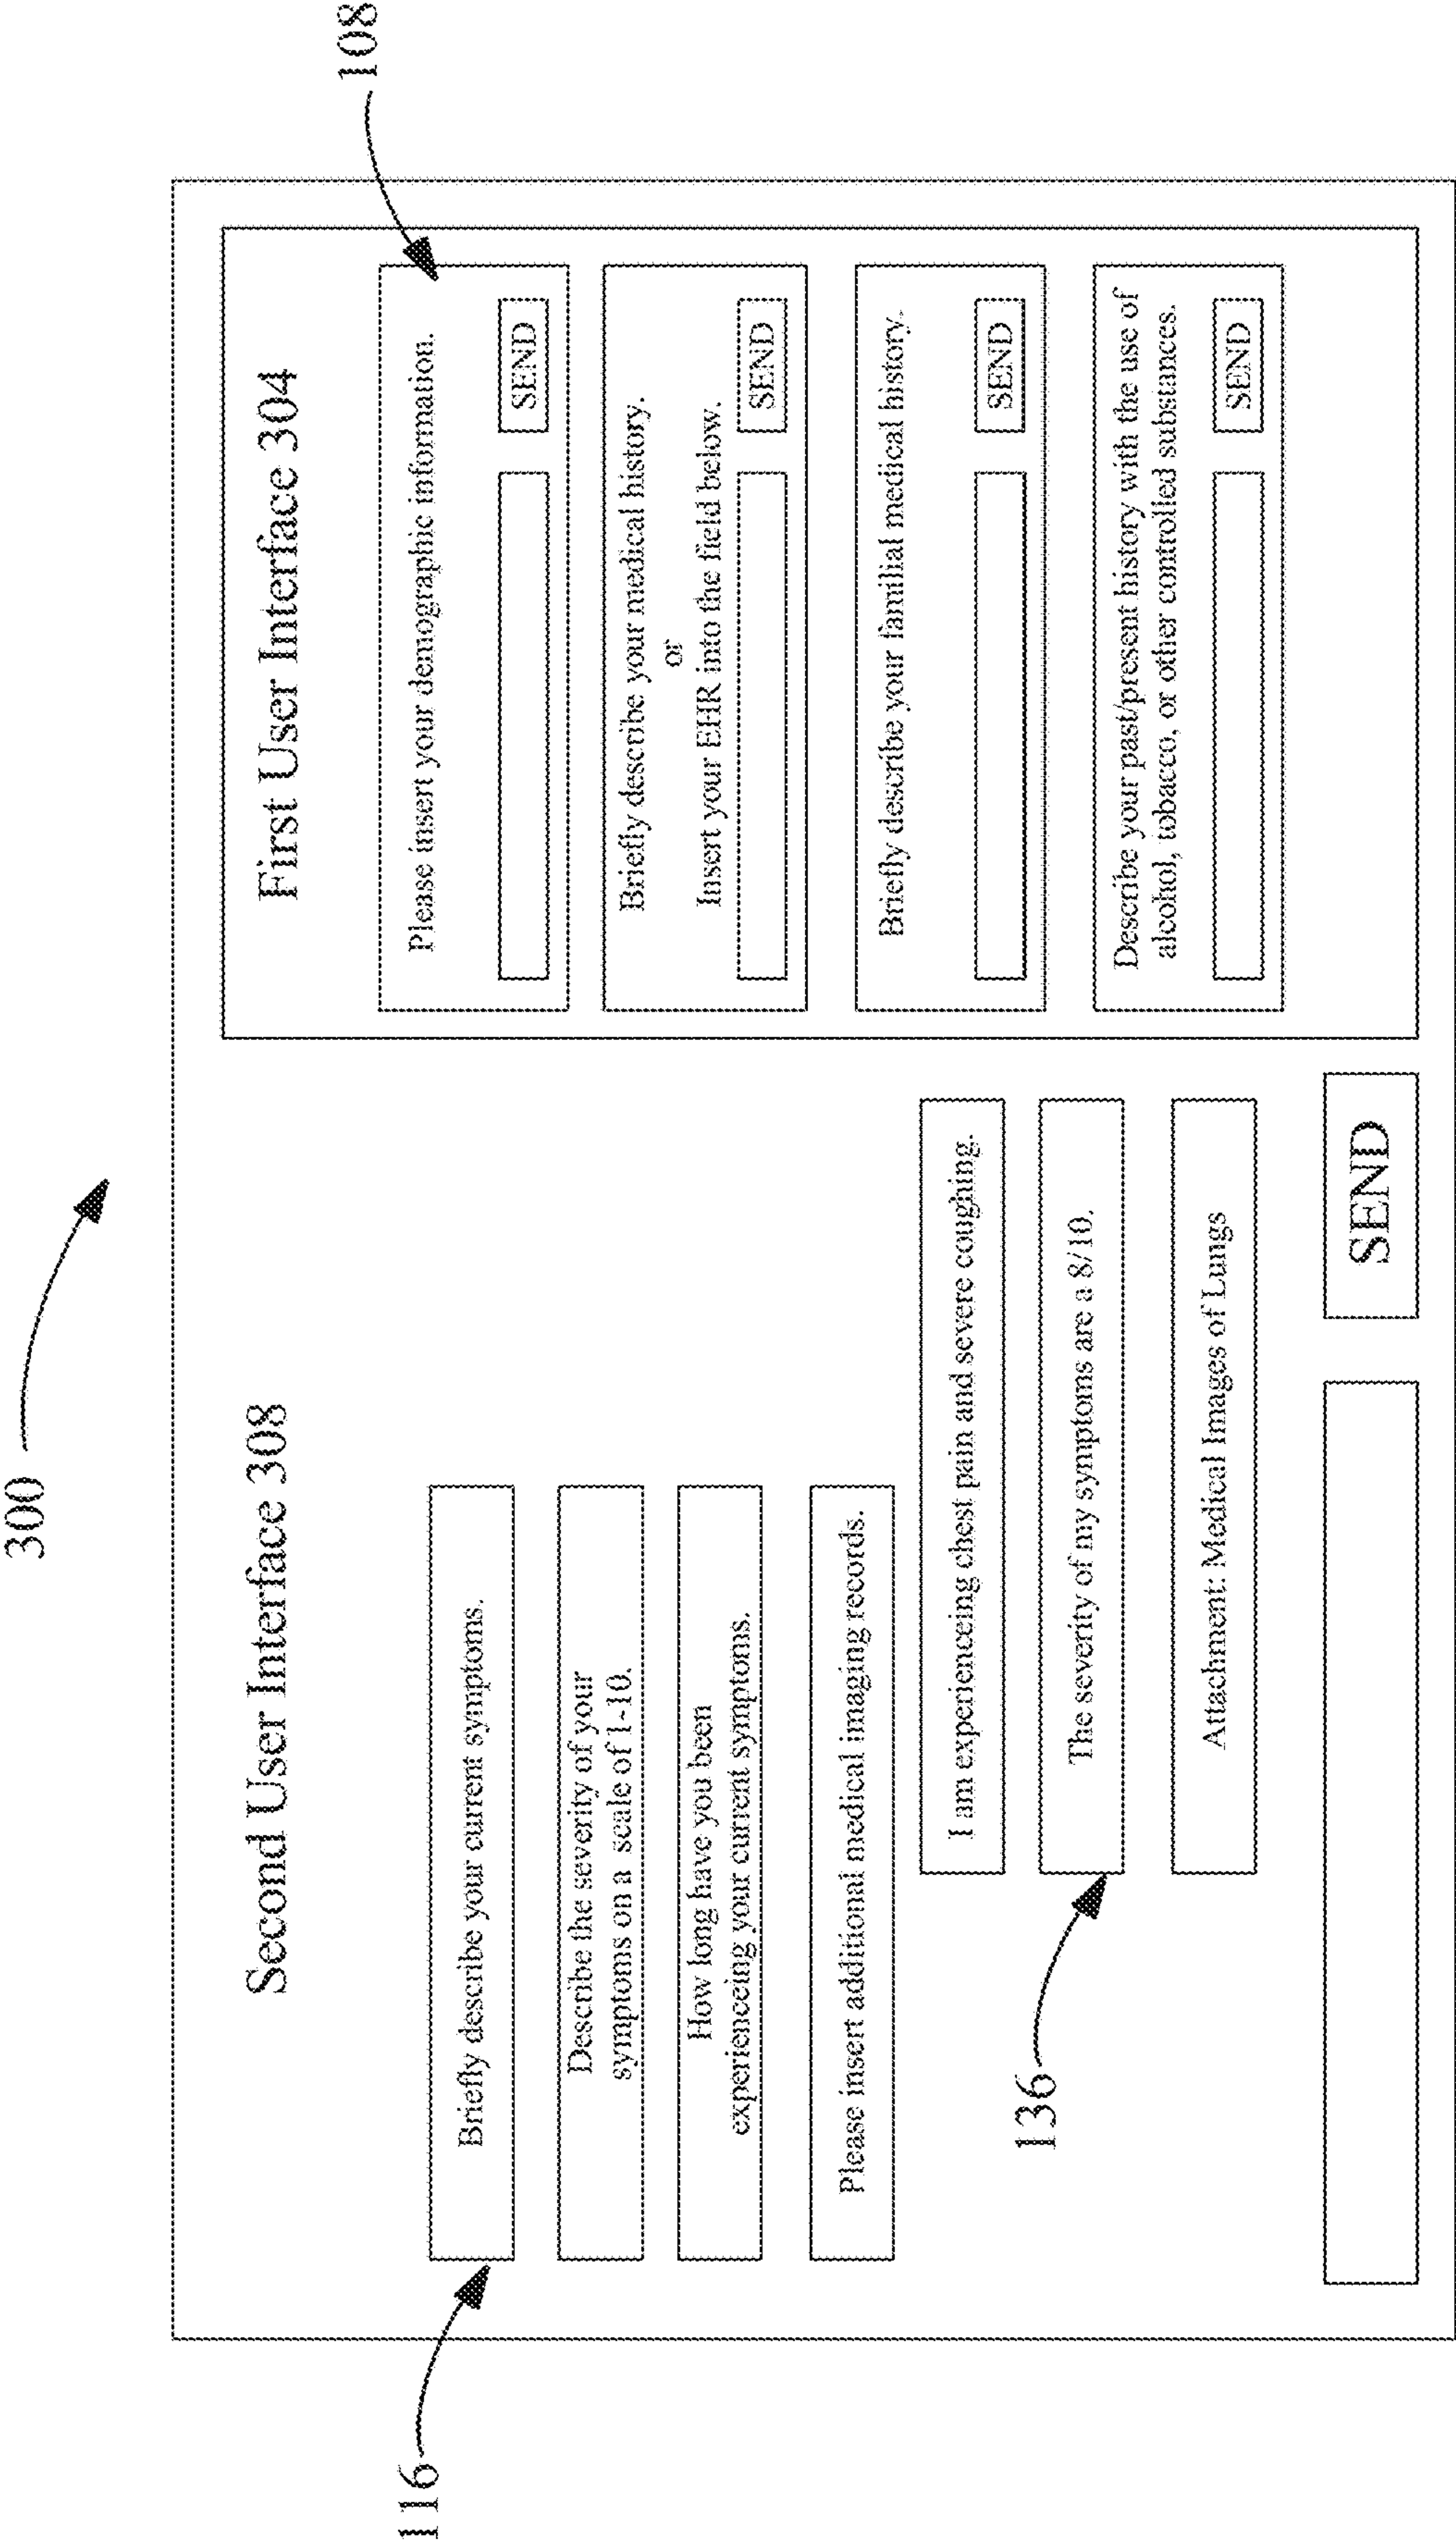 300
Second User Interface 308
116
Briefly describe your current symptoms.
Describe the severity of your
symptoms on a scale of 1-10.
How long have you been
experienceing your current symptoms.
Please insert additional medical imaging records.
I am experienceing chest pain and severe coughing.
136
The severity of my symptoms are a 8/10.
Attachment: Medical Images of Lungs
SEND
First User Interface 304
108
Please insert your demographic information.
SEND
Briefly describe your medical history.
or
Insert your EHR into the field below.
SEND
Briefly describe your familial medical history.
SEND
Describe your past/present history with the use of
alcohol, tobacco, or other controlled substances.
SEND